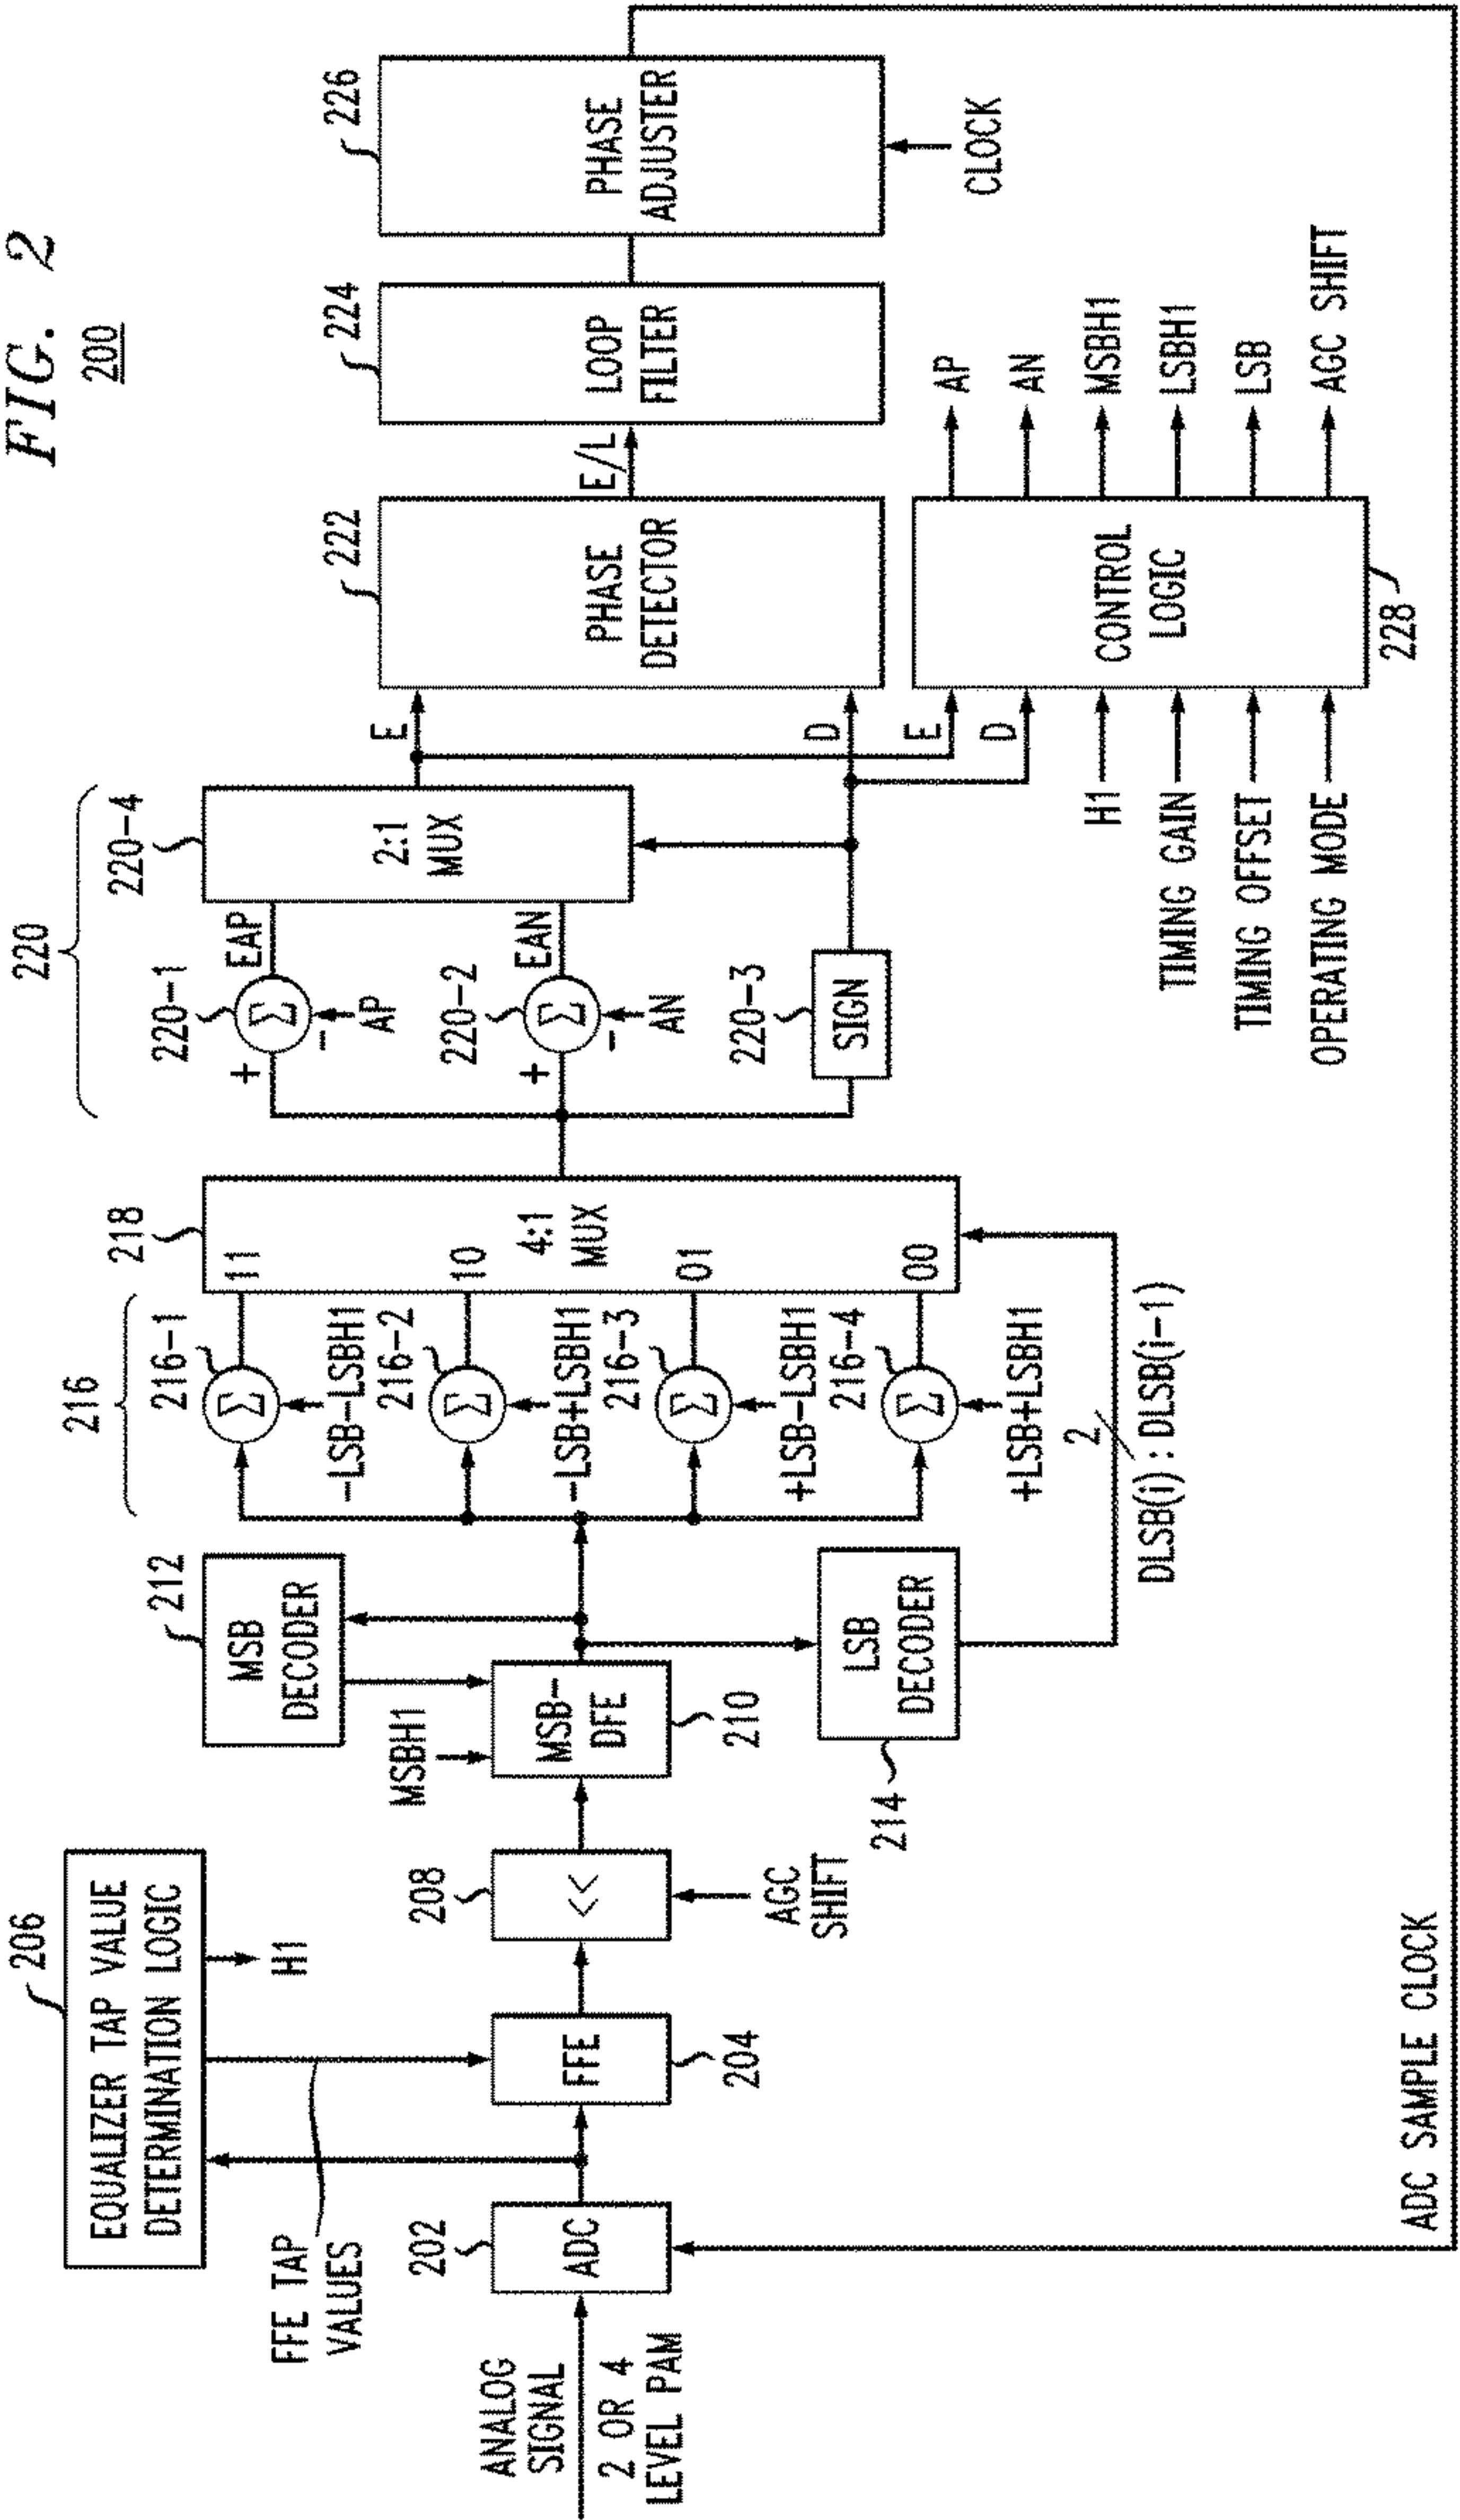 FIG. 2
200
206
EQUALIZER TAP VALUE
DETERMINATION LOGIC
FFE TAP
VALUES
H1
ANALOG
SIGNAL
2 OR 4
LEVEL PAM
202
ADC
FFE
204
208
<<
AGC
SHIFT
MSBH1
MSB-
DFE
210
212
MSB
DECODER
214
LSB
DECODER
216
216-1
Σ
-LSB-LSBH1
216-2
Σ
-LSB+LSBH1
216-3
Σ
+LSB-LSBH1
216-4
Σ
+LSB+LSBH1
2
DLSB(i):DLSB(i-1)
218
11
10
01
00
4:1
MUX
220
220-1
+
Σ
-
AP
EAP
220-2
+
Σ
-
AN
EAN
220-3
SIGN
220-4
2:1
MUX
E
D
E
D
H1
TIMING GAIN
TIMING OFFSET
OPERATING MODE
222
PHASE
DETECTOR
E/L
CONTROL
LOGIC
228
AP
AN
MSBH1
LSBH1
LSB
AGC SHIFT
224
LOOP
FILTER
226
PHASE
ADJUSTER
CLOCK
ADC SAMPLE CLOCK